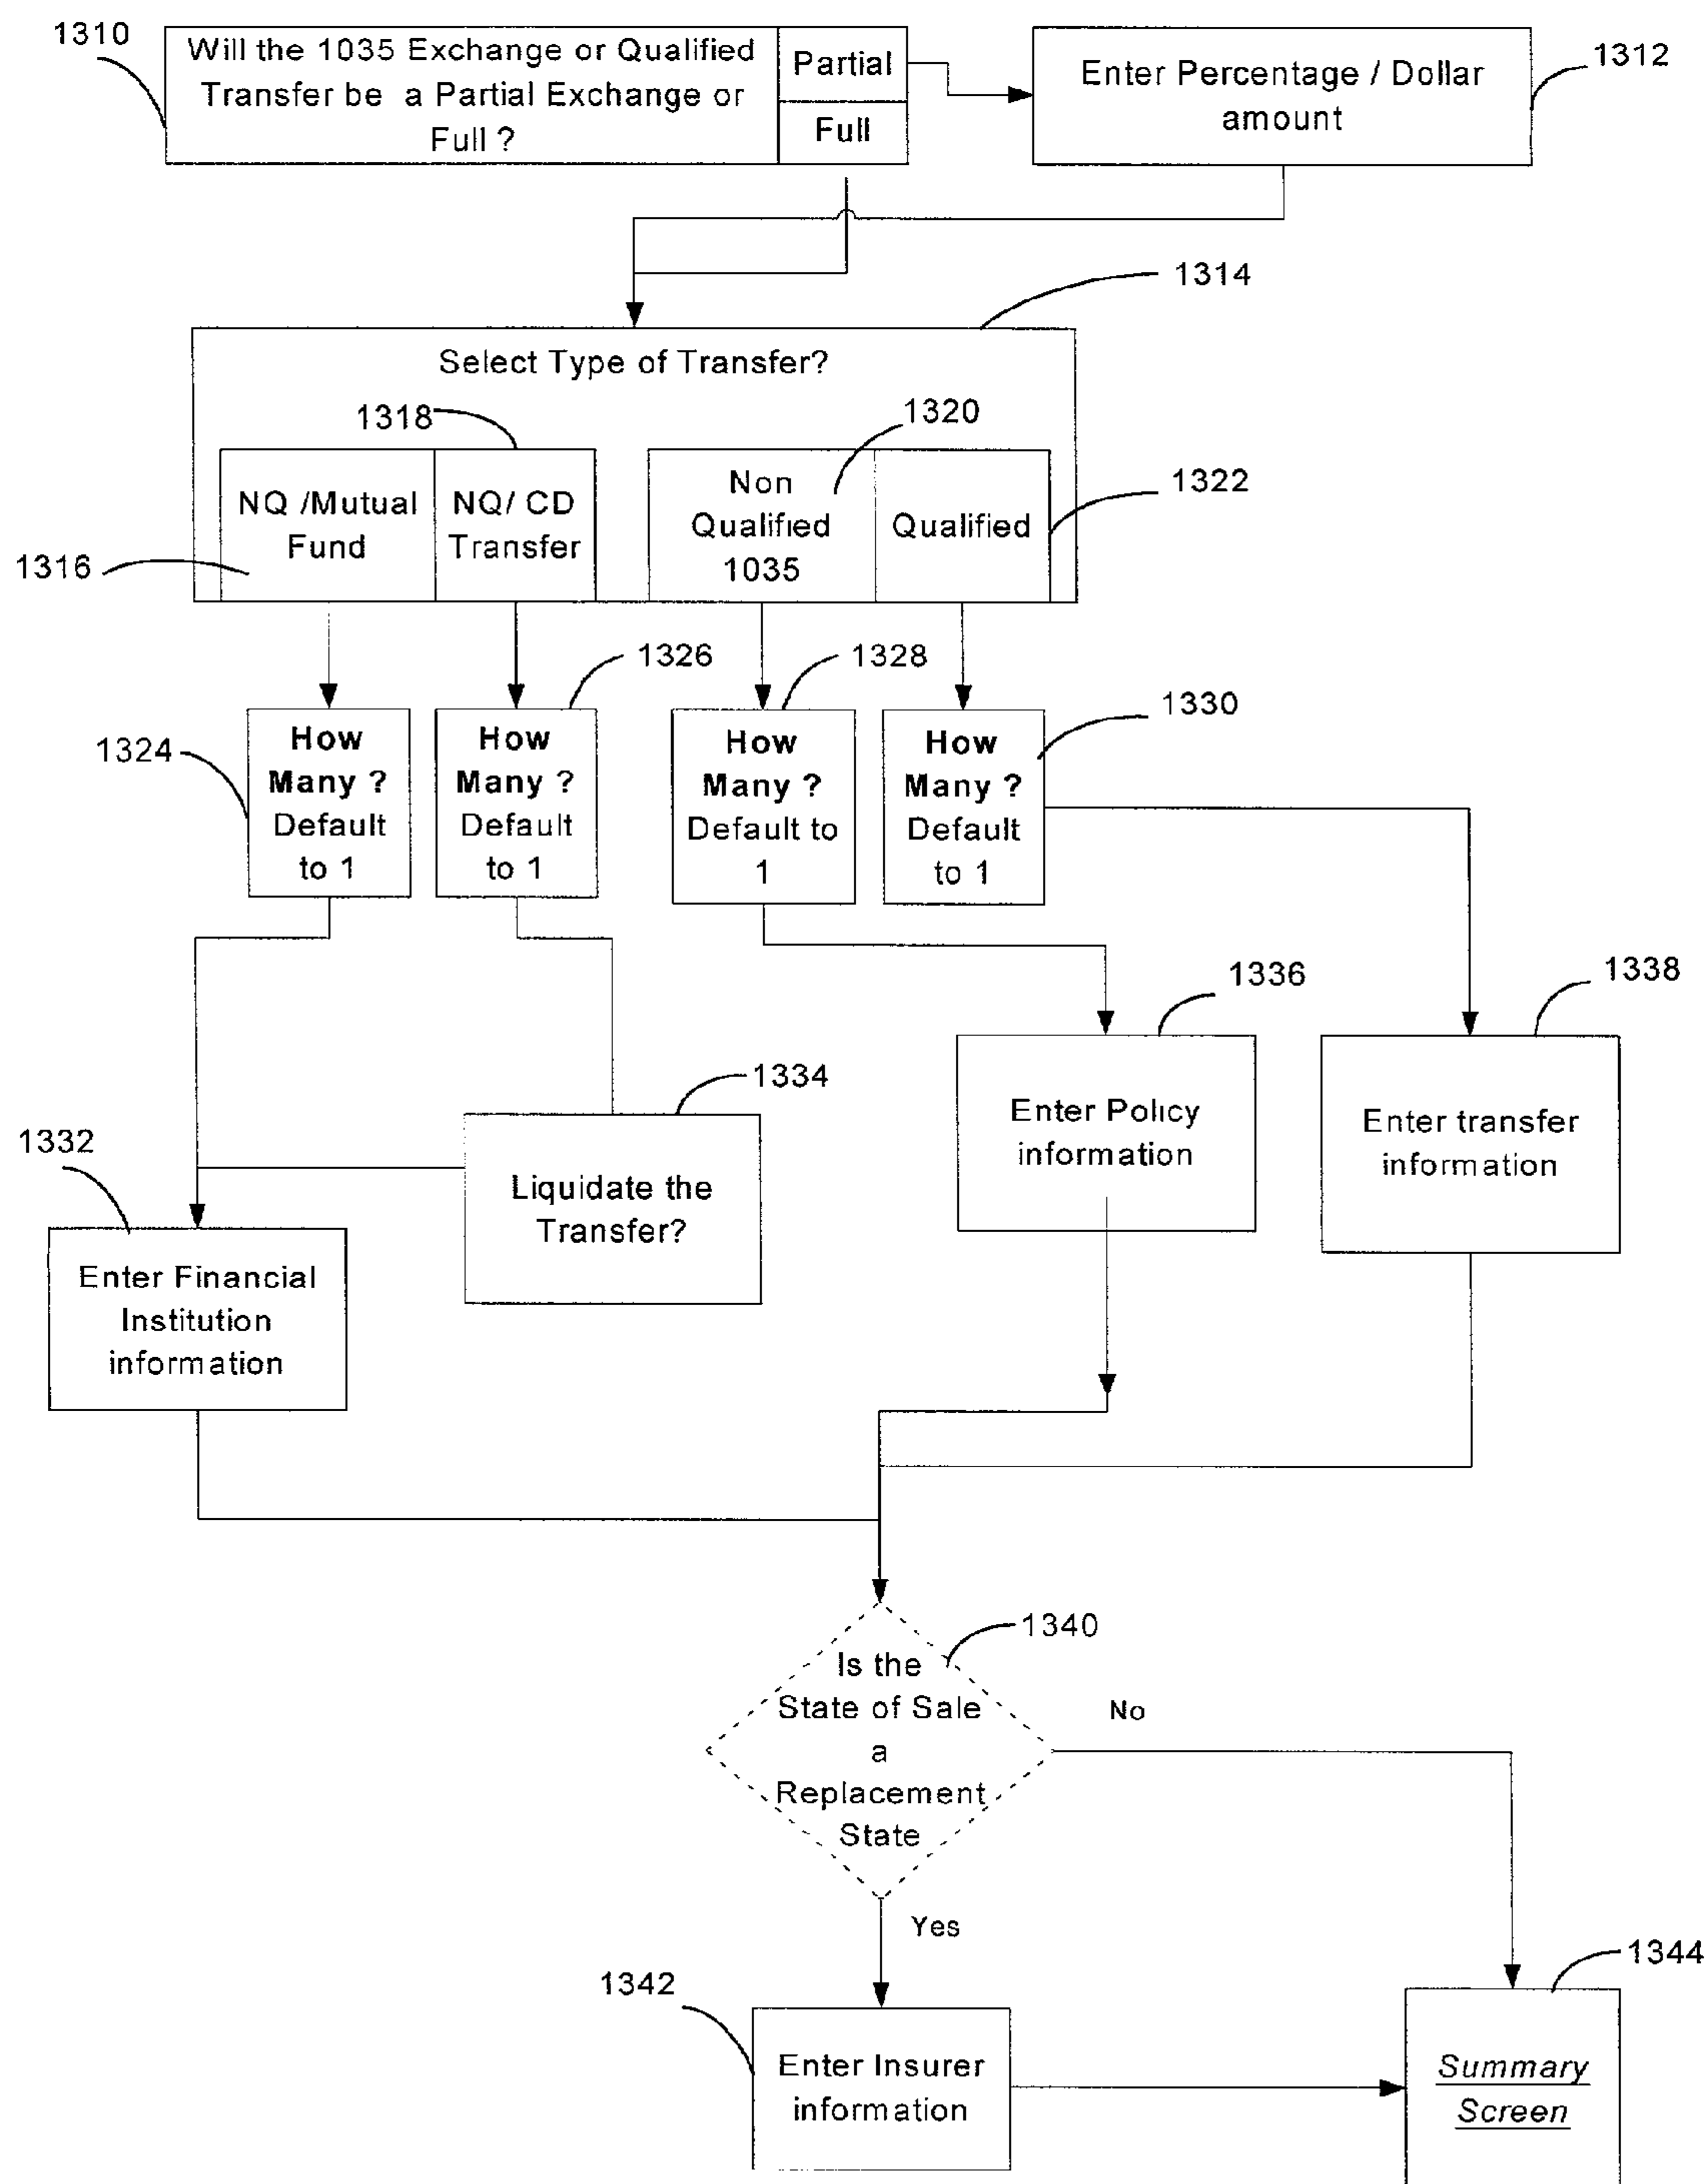 1310
Will the 1035 Exchange or Qualified
Transfer be a Partial Exchange or
Full ?
Partial
Full
Enter Percentage / Dollar
amount
1312
1314
Select Type of Transfer?
1318
1320
NQ /Mutual
Fund
NQ/ CD
Transfer
Non
Qualified
1035
Qualified
1322
1316
1326
1328
1330
1324
How
Many ?
Default
to 1
How
Many ?
Default
to 1
How
Many ?
Default to
1
How
Many ?
Default
to 1
1336
1338
1334
Enter Policy
information
Enter transfer
information
1332
Liquidate the
Transfer?
Enter Financial
Institution
information
1340
Is the
State of Sale
a
Replacement
State
No
Yes
1344
1342
Enter Insurer
information
Summary
Screen